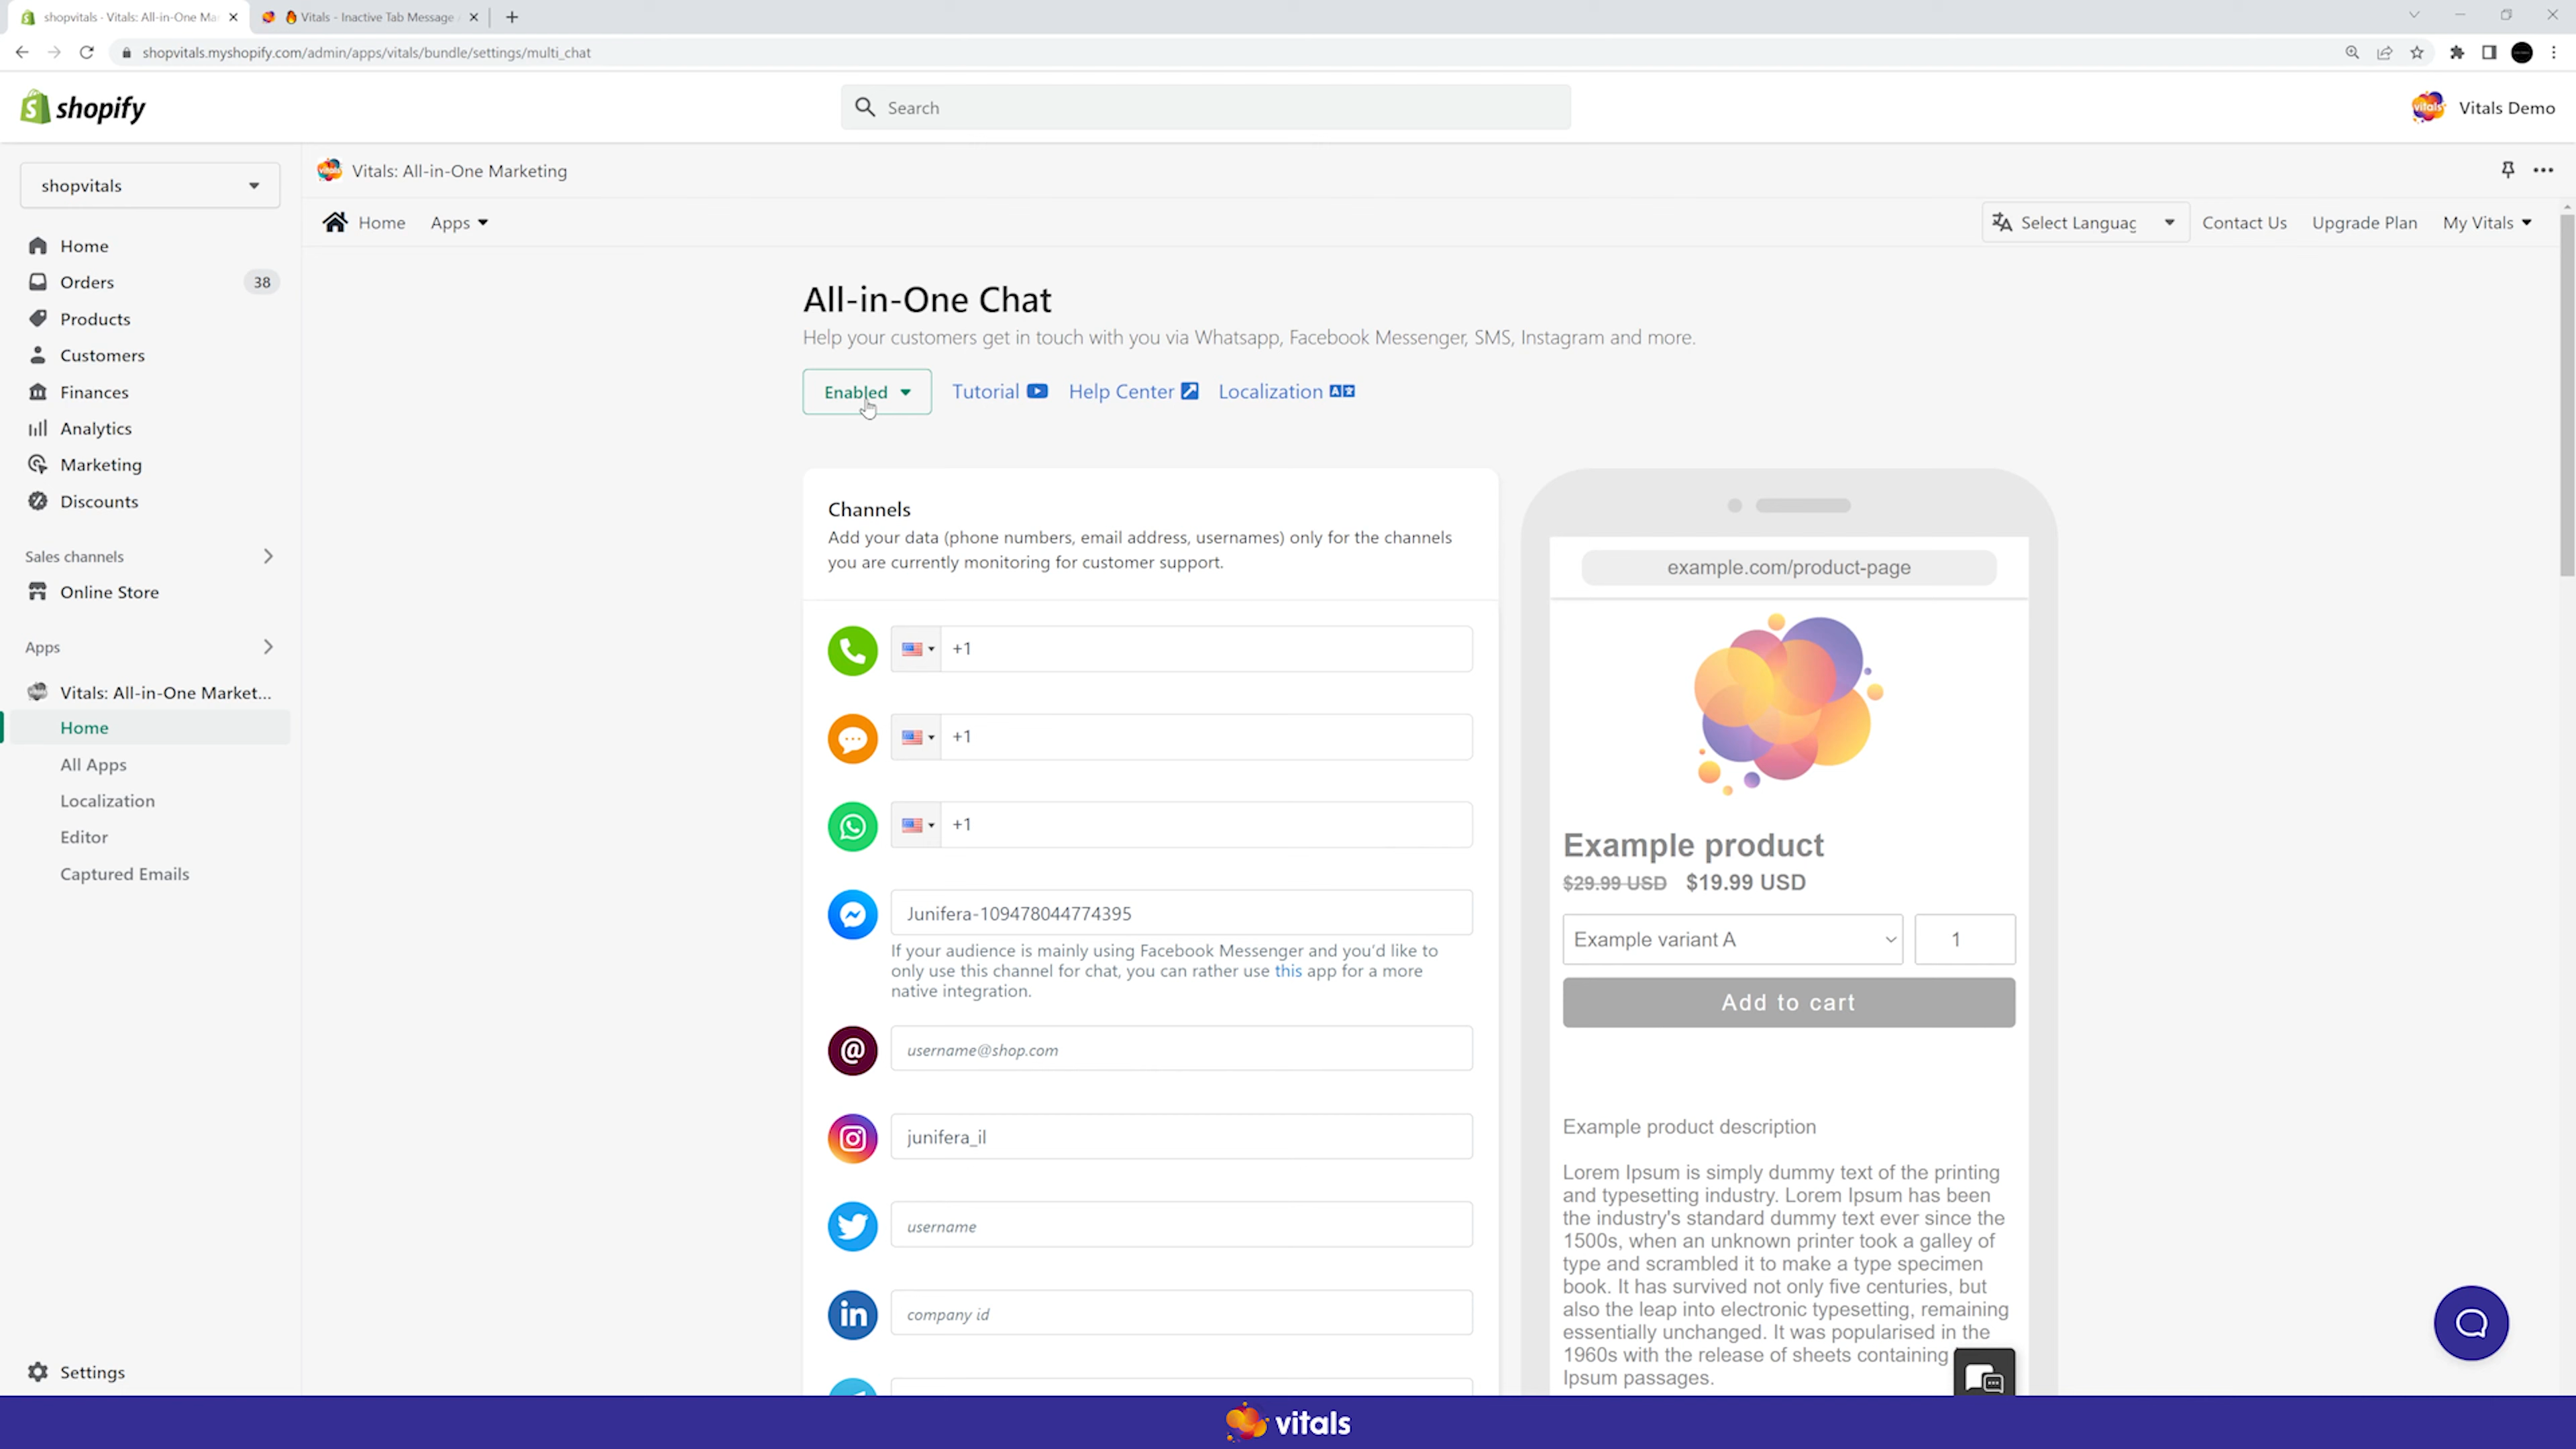 shopvitals · Vitals: All-in-One Ma
Vitals - Inactive Tab Message
shopvitals.myshopify.com/admin/apps/vitals/bundle/settings/multi_chat
shopify
Search
vitals
Vitals Demo
shopvitals
Vitals: All-in-One Marketing
Home
Apps
Select Languag
Contact Us
Upgrade Plan
My Vitals
Home
Orders
38
Products
Customers
Finances
Analytics
Marketing
Discounts
Sales channels
Online Store
Apps
Vitals: All-in-One Market...
Home
All Apps
Localization
Editor
Captured Emails
Settings
All-in-One Chat
Help your customers get in touch with you via Whatsapp, Facebook Messenger, SMS, Instagram and more.
Enabled
Tutorial
Help Center
Localization
Channels
Add your data (phone numbers, email address, usernames) only for the channels
you are currently monitoring for customer support.
+1
+1
+1
Junifera-109478044774395
If your audience is mainly using Facebook Messenger and you'd like to
only use this channel for chat, you can rather use this app for a more
native integration.
@
username@shop.com
junifera_il
username
in
company id
example.com/product-page
Example product
$29.99 USD $19.99 USD
Example variant A
1
Add to cart
Example product description
Lorem Ipsum is simply dummy text of the printing
and typesetting industry. Lorem Ipsum has been
the industry's standard dummy text ever since the
1500s, when an unknown printer took a galley of
type and scrambled it to make a type specimen
book. It has survived not only five centuries, but
also the leap into electronic typesetting, remaining
essentially unchanged. It was popularised in the
1960s with the release of sheets containing
Ipsum passages.
vitals